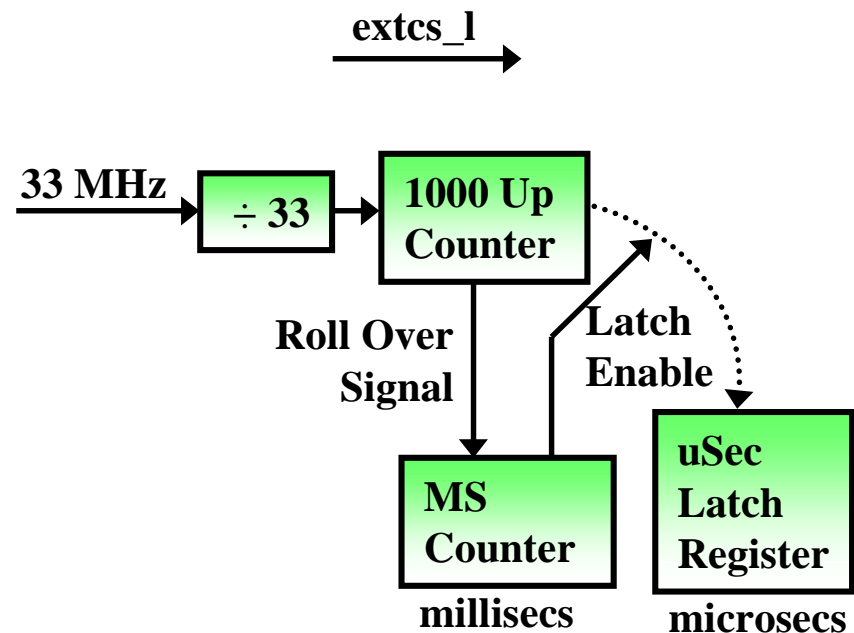 extcs_l
33 MHz
÷ 33
1000 Up
Counter
Roll Over
Signal
Latch
Enable
MS
Counter
millisecs
uSec
Latch
Register
microsecs